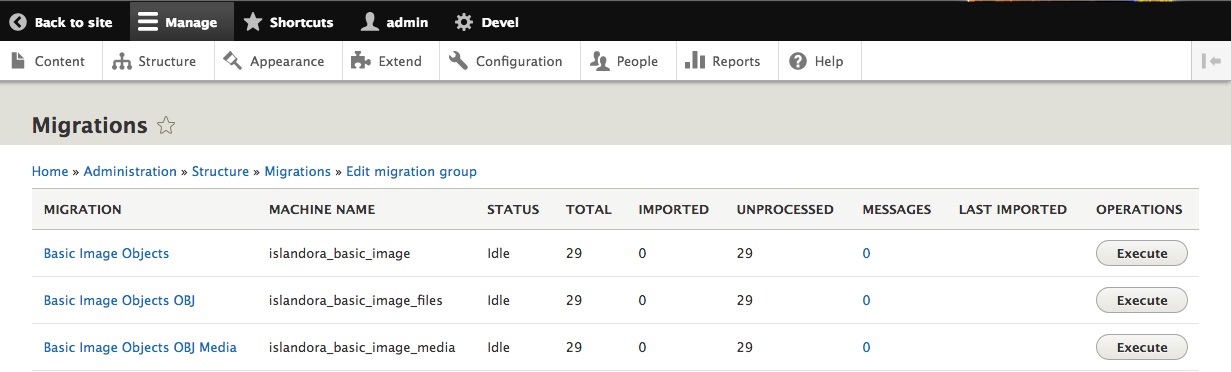 Back to site Manage Shortcuts admin Devel
Content Structure Appearance Extend Configuration People Reports Help
Migrations
Home » Administration » Structure » Migrations » Edit migration group
MIGRATION MACHINE NAME STATUS TOTAL IMPORTED UNPROCESSED MESSAGES LAST IMPORTED OPERATIONS
Basic Image Objects islandora_basic_image Idle 29 0 29 0 Execute
Basic Image Objects OBJ islandora_basic_image_files Idle 29 0 29 0 Execute
Basic Image Objects OBJ Media islandora_basic_image_media Idle 29 0 29 0 Execute